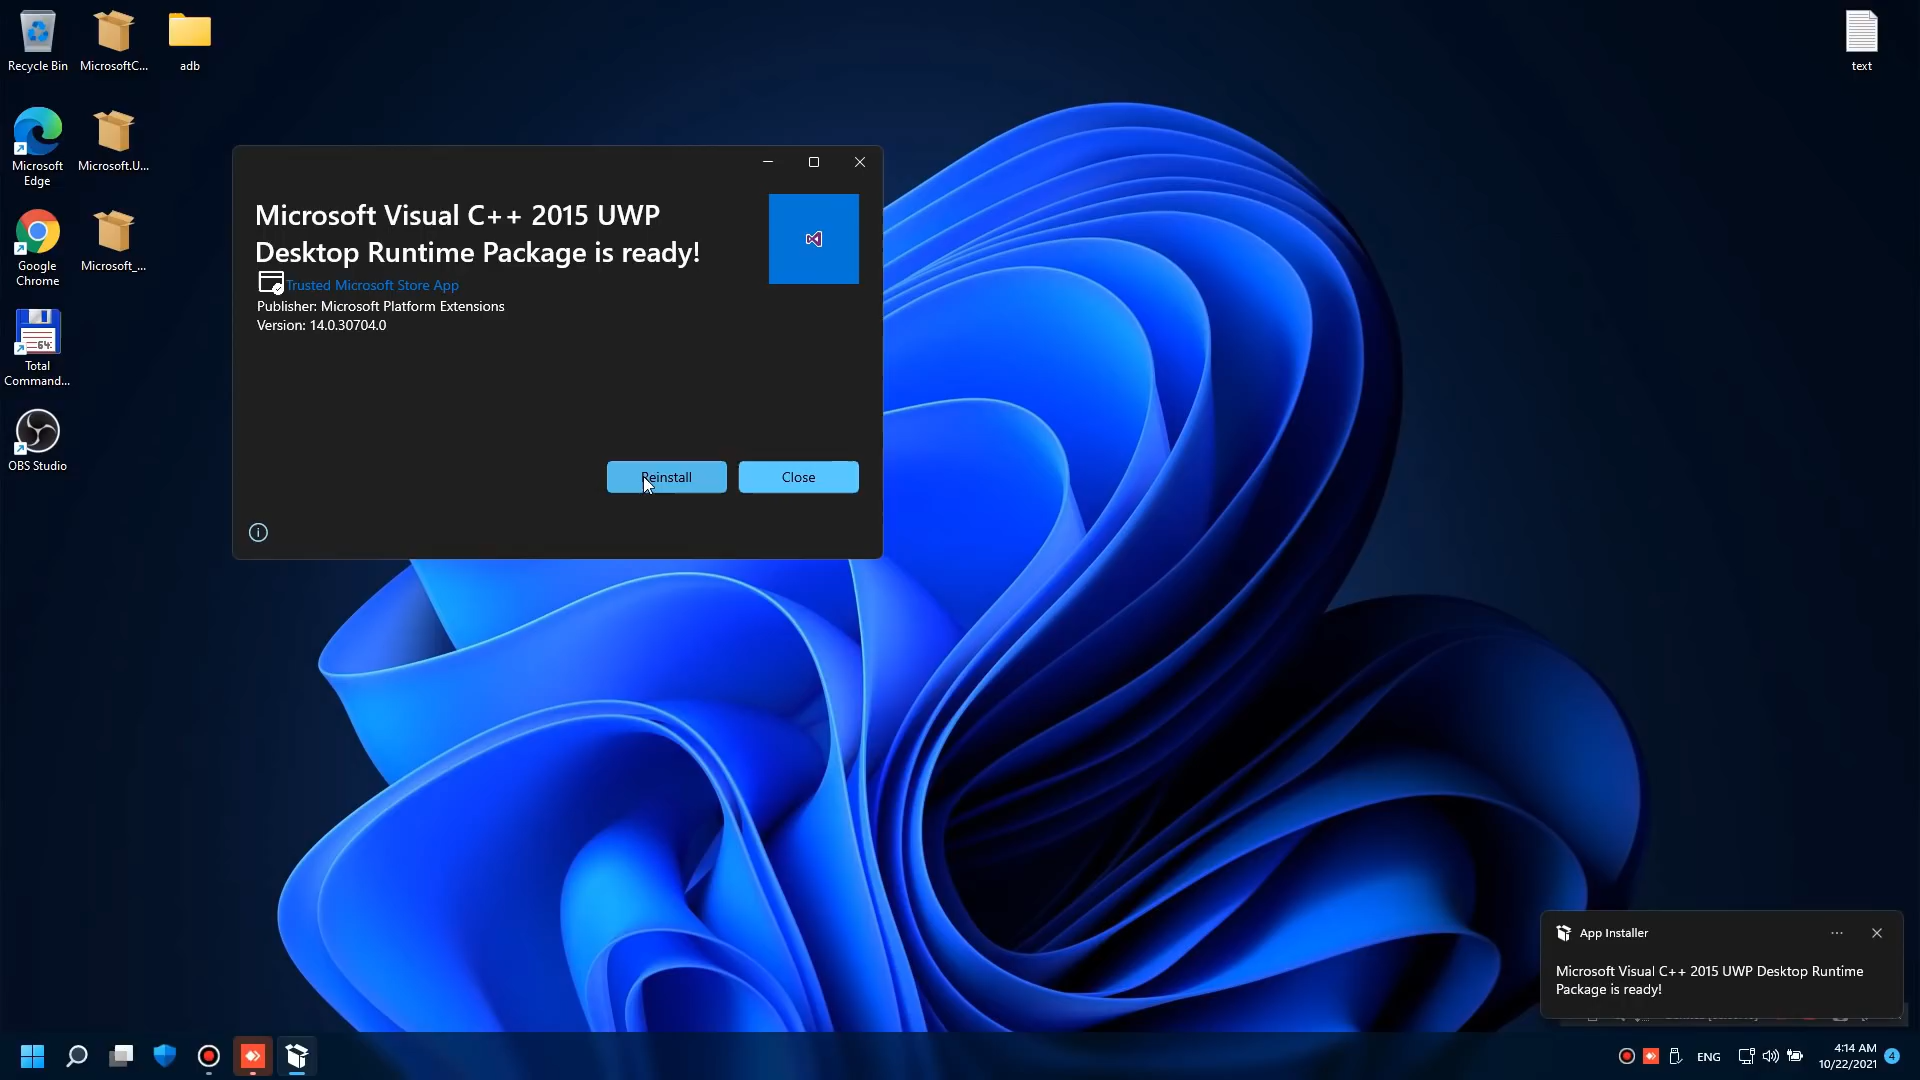 Recycle Bin
MicrosoftC...
adb
text
Microsoft
Edge
Microsoft.U...
Google
Chrome
Microsoft_...
64
Total
Command...
OBS Studio
Microsoft Visual C++ 2015 UWP
Desktop Runtime Package is ready!
Trusted Microsoft Store App
Publisher: Microsoft Platform Extensions
Version: 14.0.30704.0
Reinstall
Close
App Installer
Microsoft Visual C++ 2015 UWP Desktop Runtime
Package is ready!
ENG
4:14 AM
10/22/2021
4